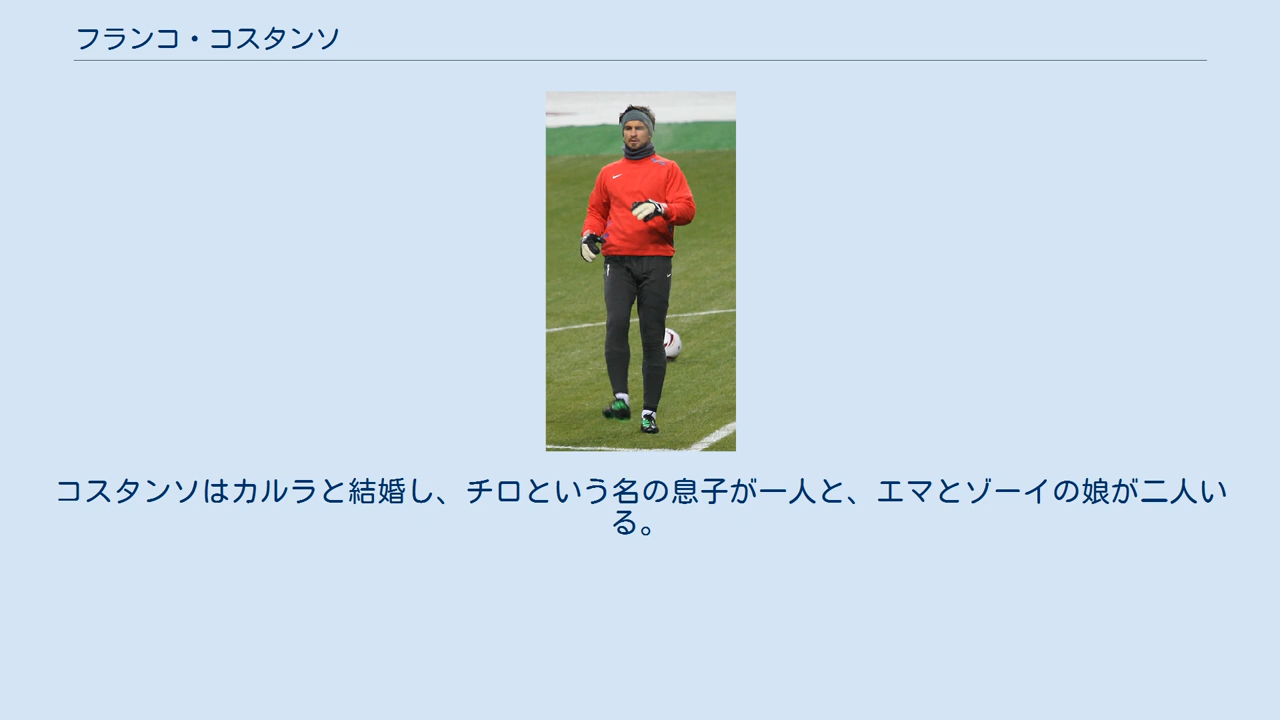 フランコ・コスタンソ
コスタンソはカルラと結婚し、チロという名の息子が一人と、エマとゾーイの娘が二人い
る。